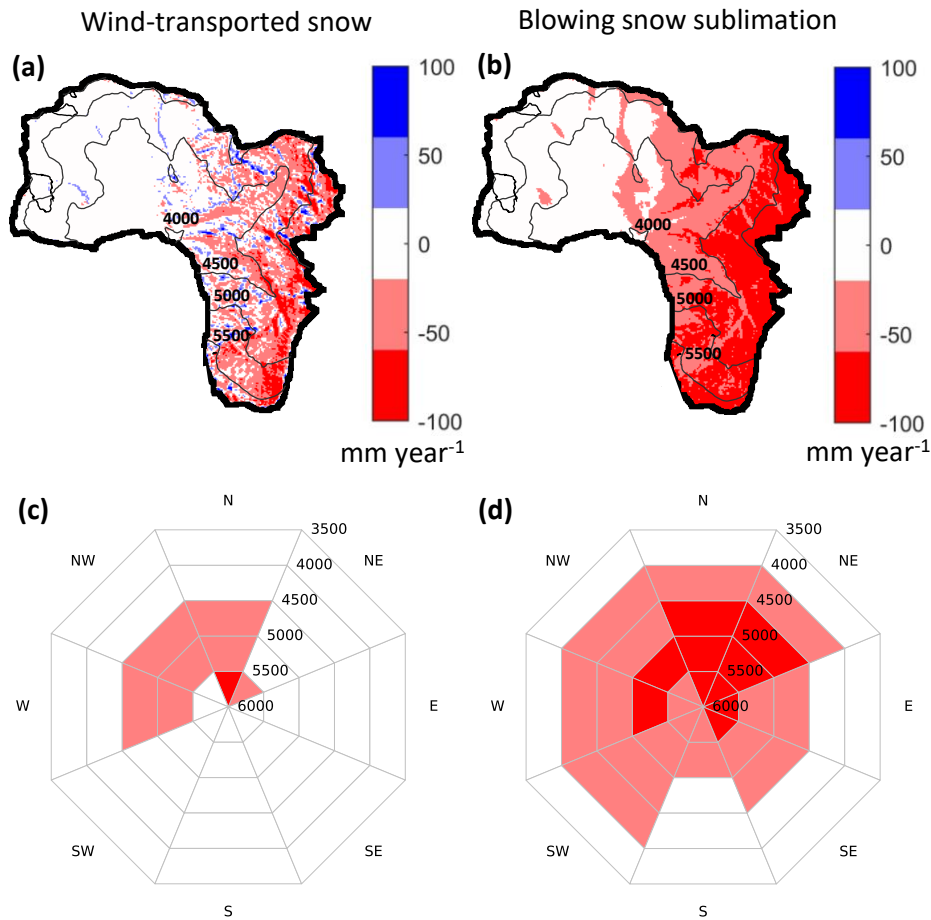 Wind-transported snow
Blowing snow sublimation
(a)
100
50
0
-50
-100
4000
4500
5000
5500
mm year-1
(b)
100
50
0
-50
-100
4000
4500
5000
5500
mm year-1
(c)
N
NE
E
SE
S
SW
W
NW
3500
4000
4500
5000
5500
6000
(d)
N
NE
E
SE
S
SW
W
NW
3500
4000
4500
5000
5500
6000